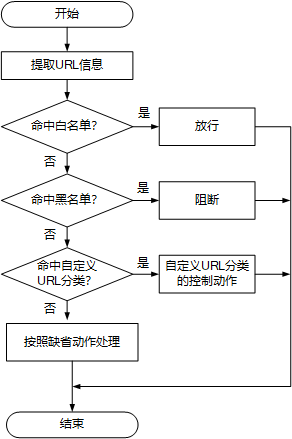 开始
提取URL信息
命中白名单？
是
放行
否
命中黑名单？
是
阻断
否
命中自定义
URL分类？
是
自定义URL分类
的控制动作
否
按照缺省动作处理
结束